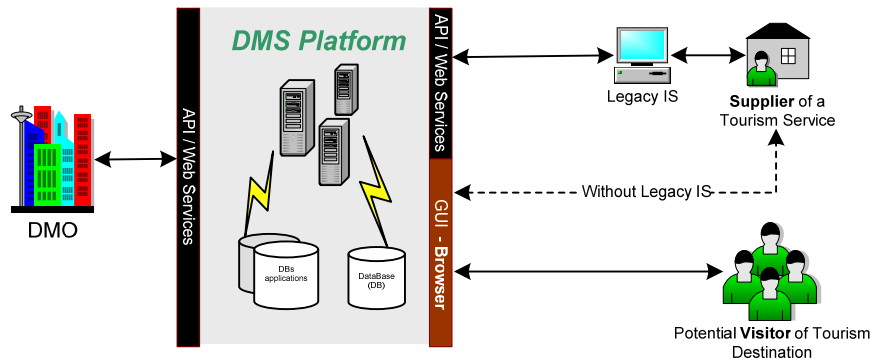 DMS Platform
API / Web Services
API / Web Services
GUI - Browser
DMO
DBs
applications
DataBase
(DB)
Legacy IS
Supplier of a
Tourism Service
Without Legacy IS
Potential Visitor of Tourism
Destination